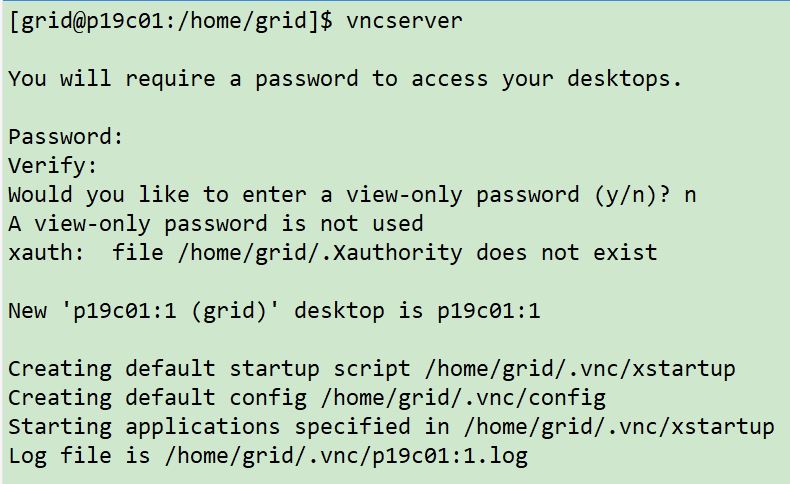 [grid@p19c01:/home/grid]$ vncserver
You will require a password to access your desktops.
Password:
Verify:
Would you like to enter a view-only password (y/n)? n
A view-only password is not used
xauth:  file /home/grid/.Xauthority does not exist
New 'p19c01:1 (grid)' desktop is p19c01:1
Creating default startup script /home/grid/.vnc/xstartup
Creating default config /home/grid/.vnc/config
Starting applications specified in /home/grid/.vnc/xstartup
Log file is /home/grid/.vnc/p19c01:1.log